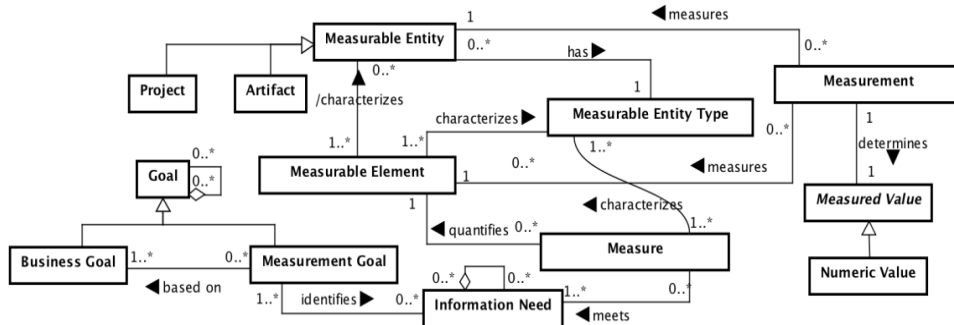 1
◀ measures
Measurable Entity
0..*
0..*
has ▶
0..*
Project
Artifact
Measurement
/characterizes
1
1
characterizes ▶
Measurable Entity Type
0..*
determines
1..*
1..*
1..*
0..*
Goal
0..*
0..*
◀ measures
1
Measurable Element
1
1
Measured Value
◀ characterizes
◀ quantifies
0..*
1..*
Measure
Business Goal
1..*
0..*
Measurement Goal
Numeric Value
◀ based on
0..*
0..*
1..*
identifies ▶
0..*
Information Need
1..*
0..*
◀ meets